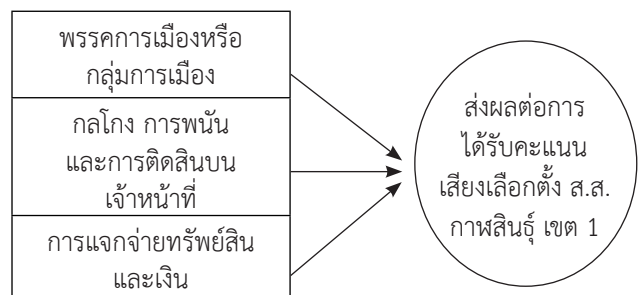 พรรคการเมืองหรือ
กลุ่มการเมือง
กลโกง การพนัน
และการติดสินบน
เจ้าหน้าที่
การแจกจ่ายทรัพย์สิน
และเงิน
ส่งผลต่อการ
ได้รับคะแนน
เสียงเลือกตั้ง ส.ส.
กาฬสินธุ์ เขต 1